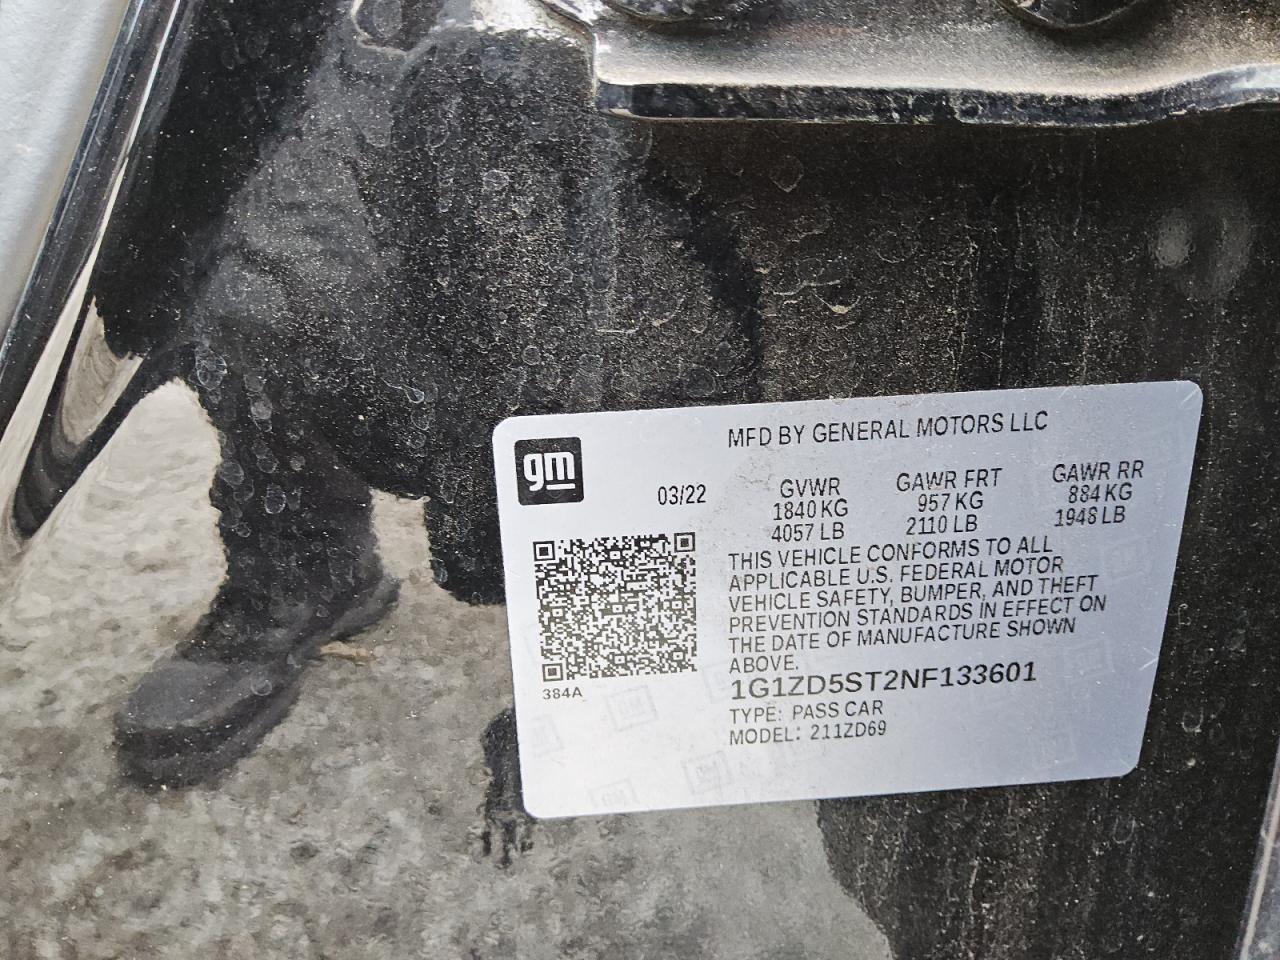 MFD BY GENERAL MOTORS LLC
gm
03/22 GVWR GAWR FRT GAWR RR
1840 KG 957 KG 884 KG
4057 LB 2110 LB 1948 LB
THIS VEHICLE CONFORMS TO ALL
APPLICABLE U.S. FEDERAL MOTOR
VEHICLE SAFETY, BUMPER, AND THEFT
PREVENTION STANDARDS IN EFFECT ON
THE DATE OF MANUFACTURE SHOWN
ABOVE.
384A
1G1ZD5ST2NF133601
TYPE: PASS CAR
MODEL: 211ZD69